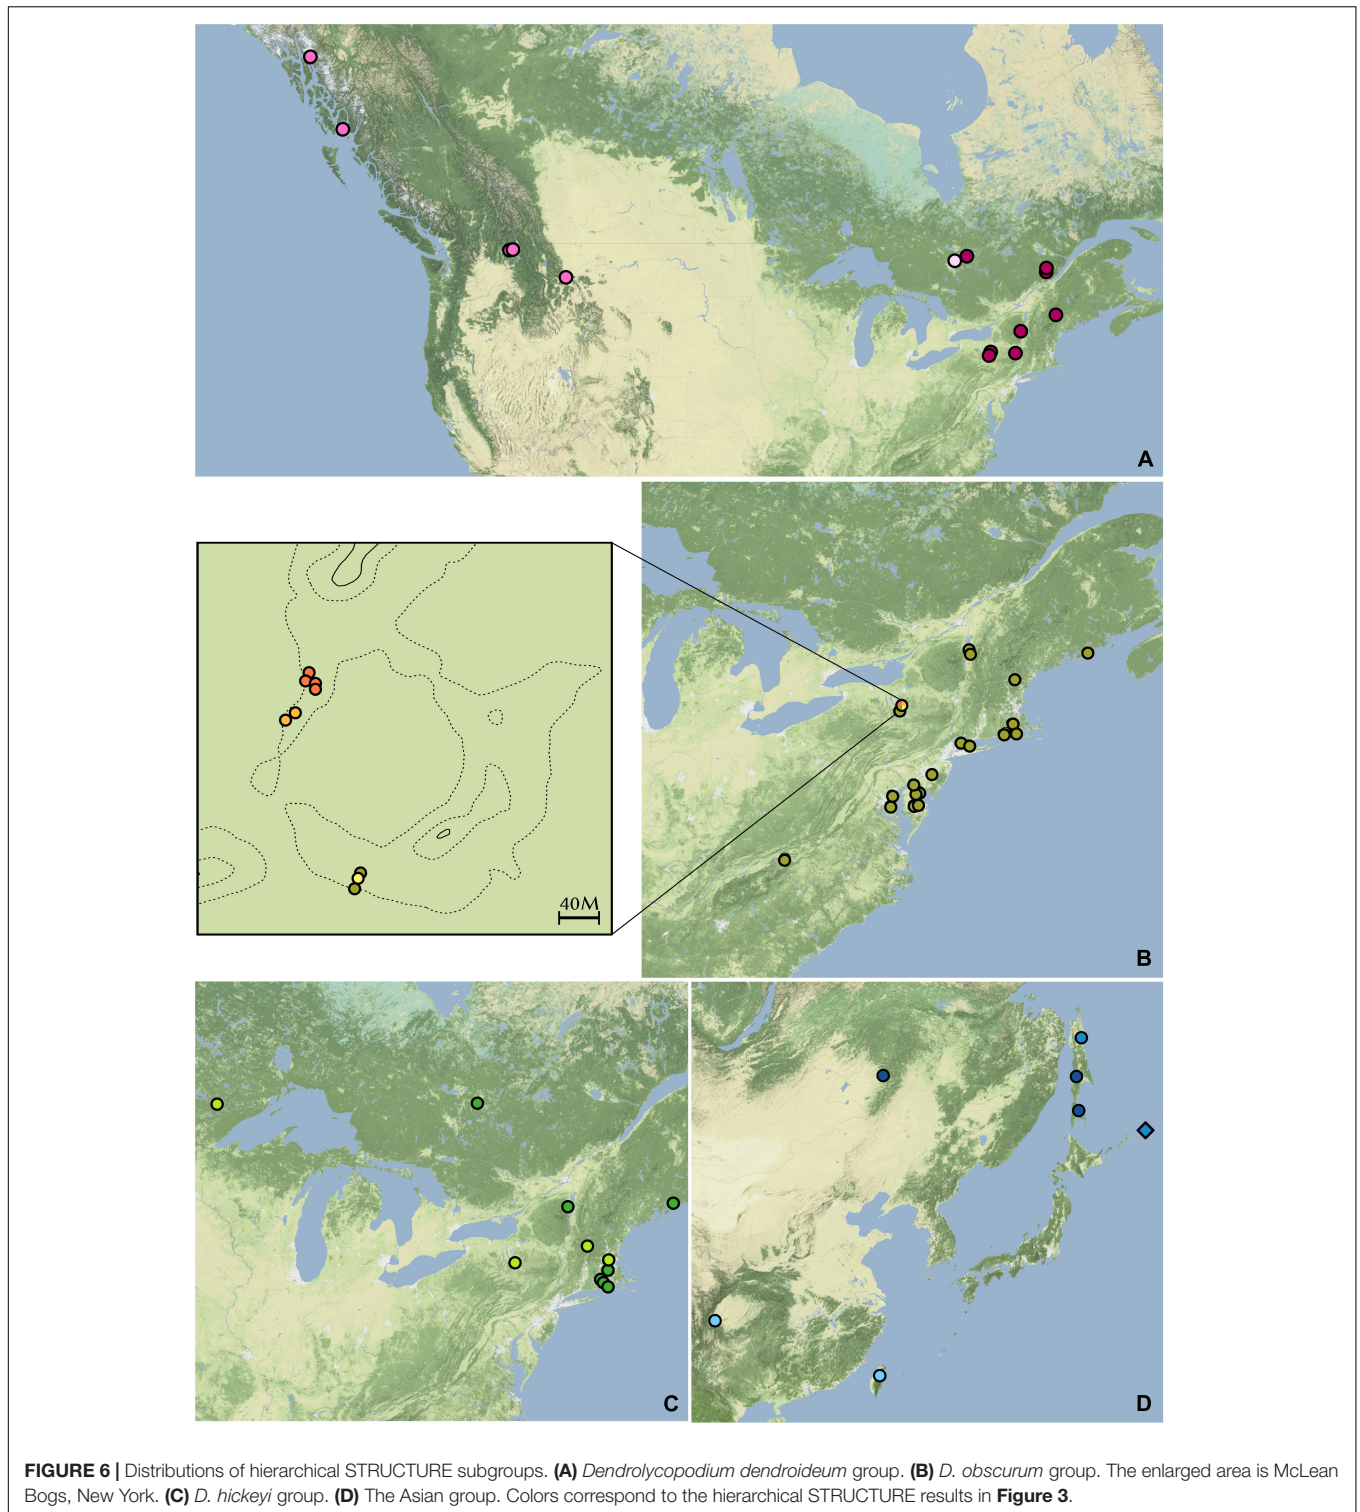 A
40M
B
C
D
FIGURE 6 | Distributions of hierarchical STRUCTURE subgroups. (A) Dendrolycopodium dendroideum group. (B) D. obscurum group. The enlarged area is McLean
Bogs, New York. (C) D. hickeyi group. (D) The Asian group. Colors correspond to the hierarchical STRUCTURE results in Figure 3.